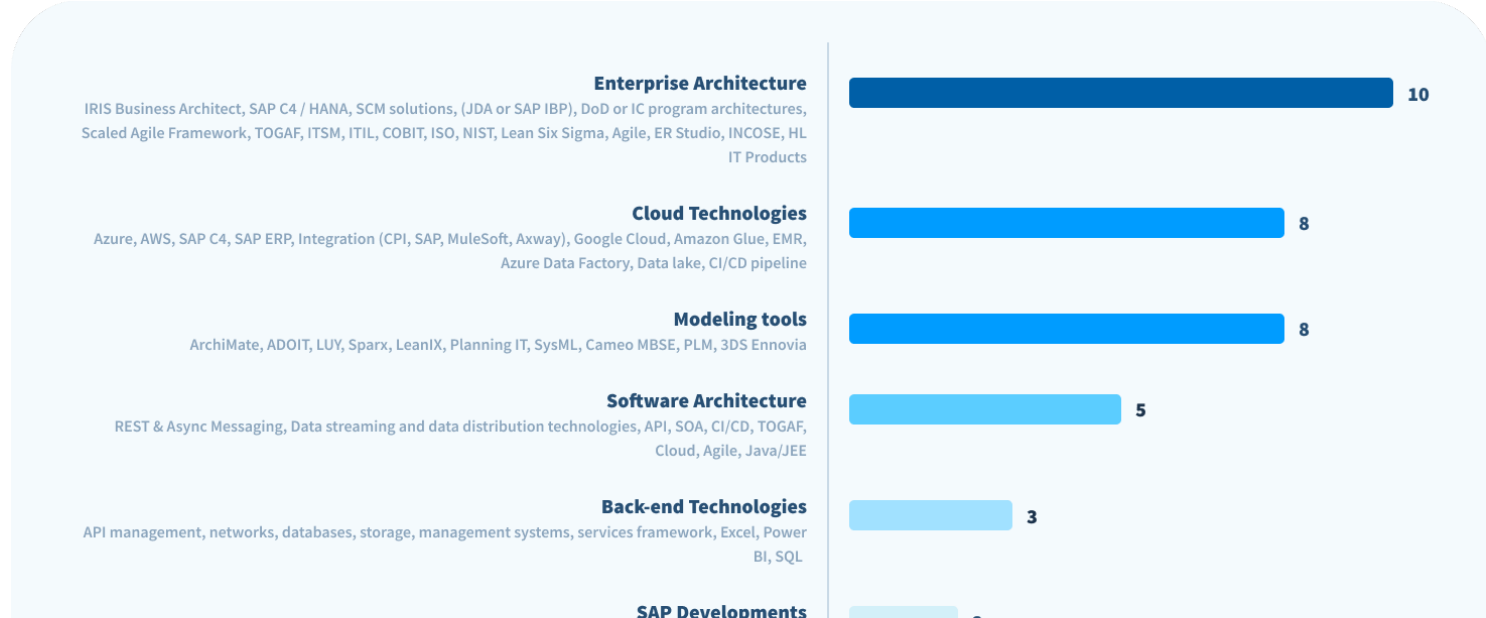 Enterprise Architecture
10
IRIS Business Architect, SAP C4 / HANA, SCM solutions, (JDA or SAP IBP), DoD or IC program architectures,
Scaled Agile Framework, TOGAF, ITSM, ITIL, COBIT, ISO, NIST, Lean Six Sigma, Agile, ER Studio, INCOSE, HL
IT Products
Cloud Technologies
8
Azure, AWS, SAP C4, SAP ERP, Integration (CPI, SAP, MuleSoft, Axway), Google Cloud, Amazon Glue, EMR,
Azure Data Factory, Data lake, CI/CD pipeline
Modeling tools
8
ArchiMate, ADOIT, LUY, Sparx, LeanIX, Planning IT, SysML, Cameo MBSE, PLM, 3DS Ennovia
Software Architecture
5
REST & Async Messaging, Data streaming and data distribution technologies, API, SOA, CI/CD, TOGAF,
Cloud, Agile, Java/JEE
Back-end Technologies
3
API management, networks, databases, storage, management systems, services framework, Excel, Power
BI, SQL
SAP Developments